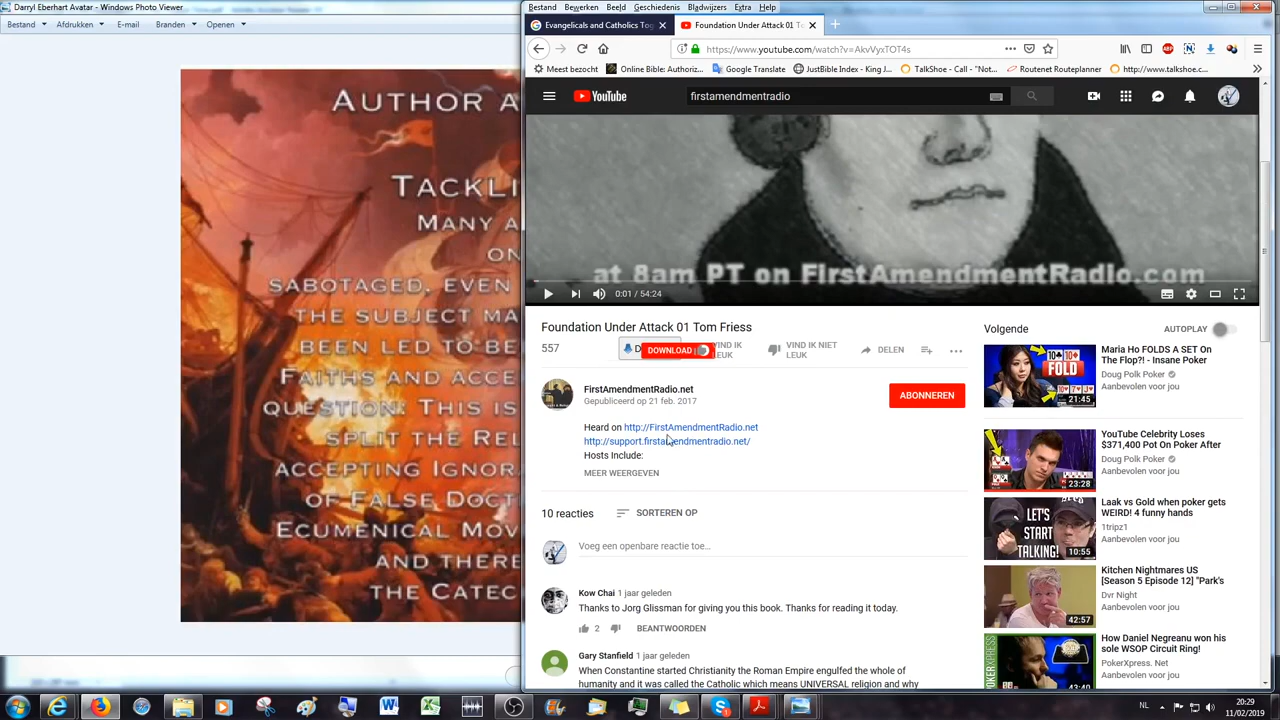 Darryl Eberhart Avatar - Windows Photo Viewer
Bestand Afdrukken E-mail Branden Openen
AUTHOR A
TACKLI
MANY A
ON
SABOTAGED, EVEN
THE SUBJECT MA
BEEN LED TO BE
FAITHS AND ACCE
QUESTION. THIS IS
SPLIT THE REL
ACCEPTING IGNOR
OF FALSE DOCT
ECUMENICAL MOV
AND THERE
THE CATEC
Bestand Bewerken Beeld Geschiedenis Bladwijzers Extra Help
Evangelicals and Catholics Tog
Foundation Under Attack 01 To
https://www.youtube.com/watch?v=AkvVyxTOT4s
Meest bezocht Online Bible: Authoriz... Google Translate JustBible Index - King J... TalkShoe - Call - "Not... Routenet Routeplanner http://www.talkshoe.c...
YouTube
firstamendmentradio
at 8am PT on FirstAmendmentRadio.com
0:01 / 54:24
Foundation Under Attack 01 Tom Friess
557
DOWNLOAD
VIND IK LEUK
VIND IK NIET LEUK
DELEN
FirstAmendmentRadio.net
Gepubliceerd op 21 feb. 2017
ABONNEREN
Heard on http://FirstAmendmentRadio.net
http://support.firstamendmentradio.net/
Hosts Include:
MEER WEERGEVEN
10 reacties SORTEREN OP
Voeg een openbare reactie toe...
Kow Chai 1 jaar geleden
Thanks to Jorg Glissman for giving you this book. Thanks for reading it today.
2 BEANTWOORDEN
Gary Stanfield 1 jaar geleden
When Constantine started Christianity the Roman Empire engulfed the whole of
humanity and it was called the Catholic which means UNIVERSAL religion and why
Volgende AUTOPLAY
Maria Ho FOLDS A SET On
The Flop?! - Insane Poker
Doug Polk Poker
Aanbevolen voor jou
FOLD
21:45
YouTube Celebrity Loses
$371,400 Pot On Poker After
Doug Polk Poker
Aanbevolen voor jou
23:28
Laak vs Gold when poker gets
WEIRD! 4 funny hands
1tripz1
Aanbevolen voor jou
LET'S
START
TALKING!
10:55
Kitchen Nightmares US
[Season 5 Episode 12] "Park's
Dvr Night
Aanbevolen voor jou
42:57
How Daniel Negreanu won his
sole WSOP Circuit Ring!
PokerXpress. Net
Aanbevolen voor jou
43:40
NL
20:29
11/02/2019